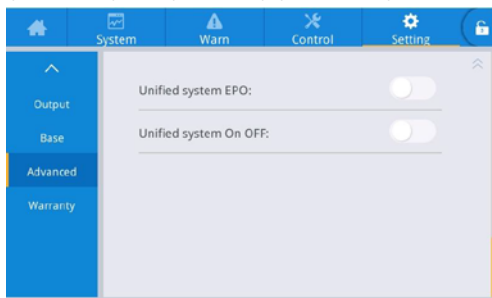 System
Warn
Control
Setting
Output
Base
Advanced
Warranty
Unified system EPO:
Unified system On OFF: